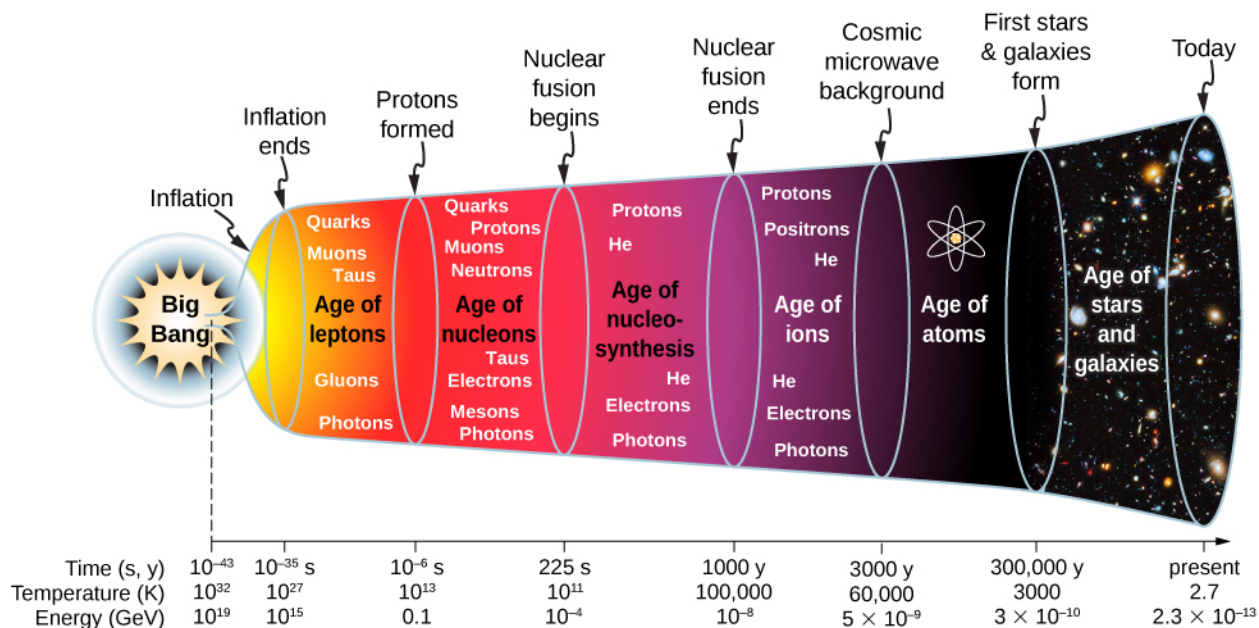 Inflation
Inflation
ends
Protons
formed
Nuclear
fusion
begins
Nuclear
fusion
ends
Cosmic
microwave
background
First stars
& galaxies
form
Today
Big
Bang
Quarks
Muons
Taus
Age of
leptons
Gluons
Photons
Quarks
Protons
Muons
Neutrons
Age of
nucleons
Taus
Electrons
Mesons
Photons
Protons
He
Age of
nucleo-
synthesis
He
Electrons
Photons
Protons
Positrons
He
Age of
ions
He
Electrons
Photons
Age of
atoms
Age of
stars
and
galaxies
Time (s, y) 10⁻⁴³ 10⁻³⁵ s 10⁻⁶ s 225 s 1000 y 3000 y 300,000 y present
Temperature (K) 10³² 10²⁷ 10¹³ 10¹¹ 100,000 60,000 3000 2.7
Energy (GeV) 10¹⁹ 10¹⁵ 0.1 10⁻⁴ 10⁻⁸ 5 × 10⁻⁹ 3 × 10⁻¹⁰ 2.3 × 10⁻¹³